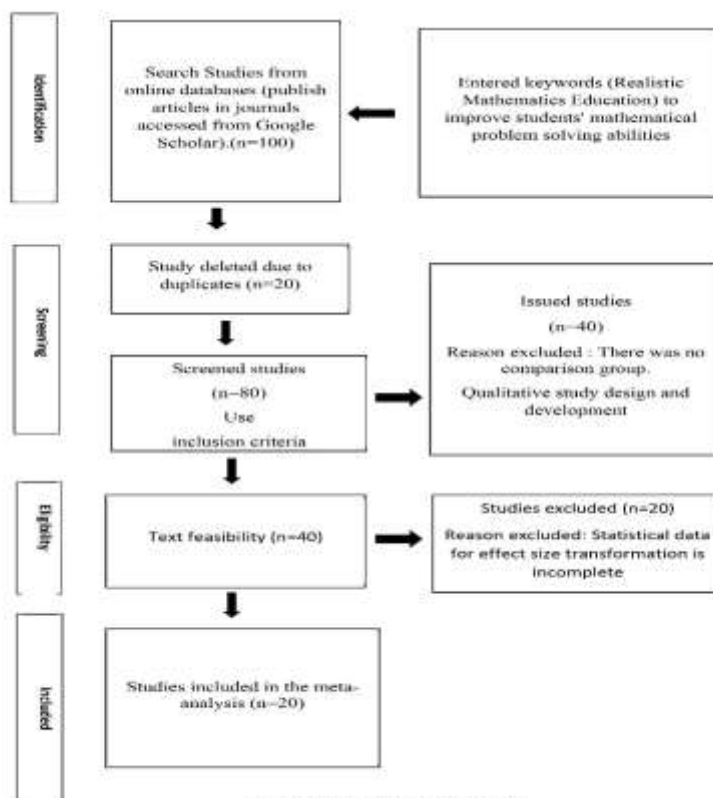 Identification
Search Studies from
online databases (publish
articles in journals
accessed from Google
Scholar).(n=100)
Entered keywords (Realistic
Mathematics Education) to
improve students' mathematical
problem solving abilities
Screening
Study deleted due to
duplicates (n=20)
Screened studies
(n=80)
Use
inclusion criteria
Issued studies
(n=40)
Reason excluded : There was no
comparison group.
Qualitative study design and
development
Eligibility
Text feasibility (n=40)
Studies excluded (n=20)
Reason excluded: Statistical data
for effect size transformation is
incomplete
Included
Studies included in the meta-
analysis (n=20)